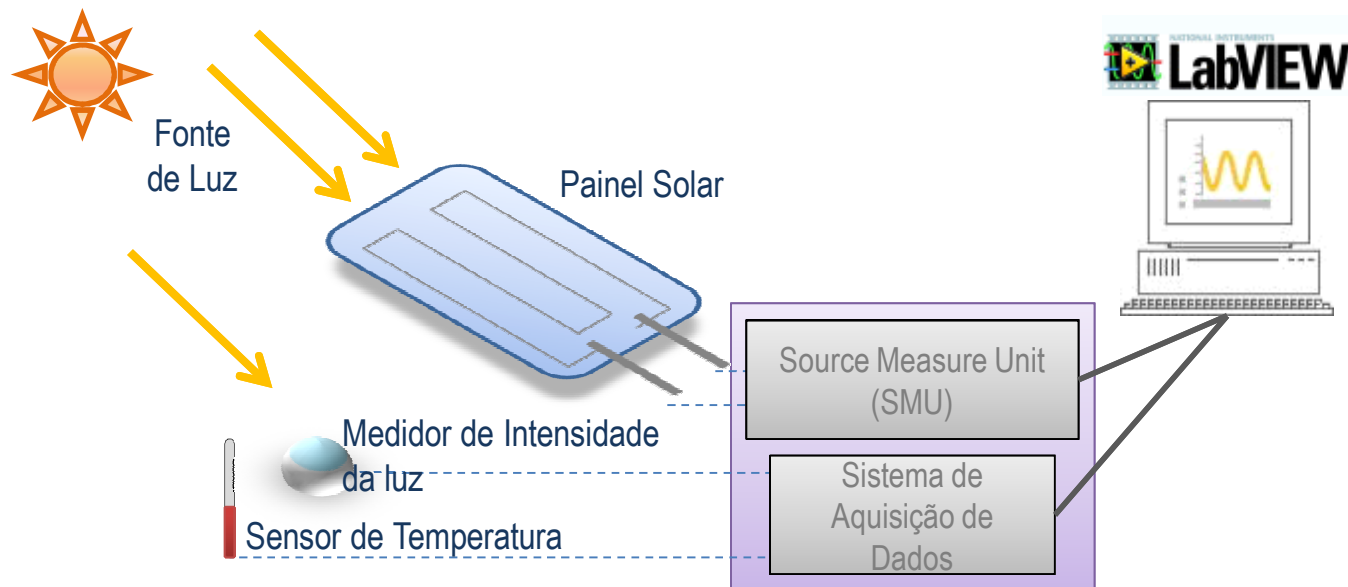 NATIONAL INSTRUMENTS
LabVIEW
Fonte
de Luz
Painel Solar
Source Measure Unit
(SMU)
Medidor de Intensidade
da luz
Sistema de
Aquisição de
Dados
Sensor de Temperatura